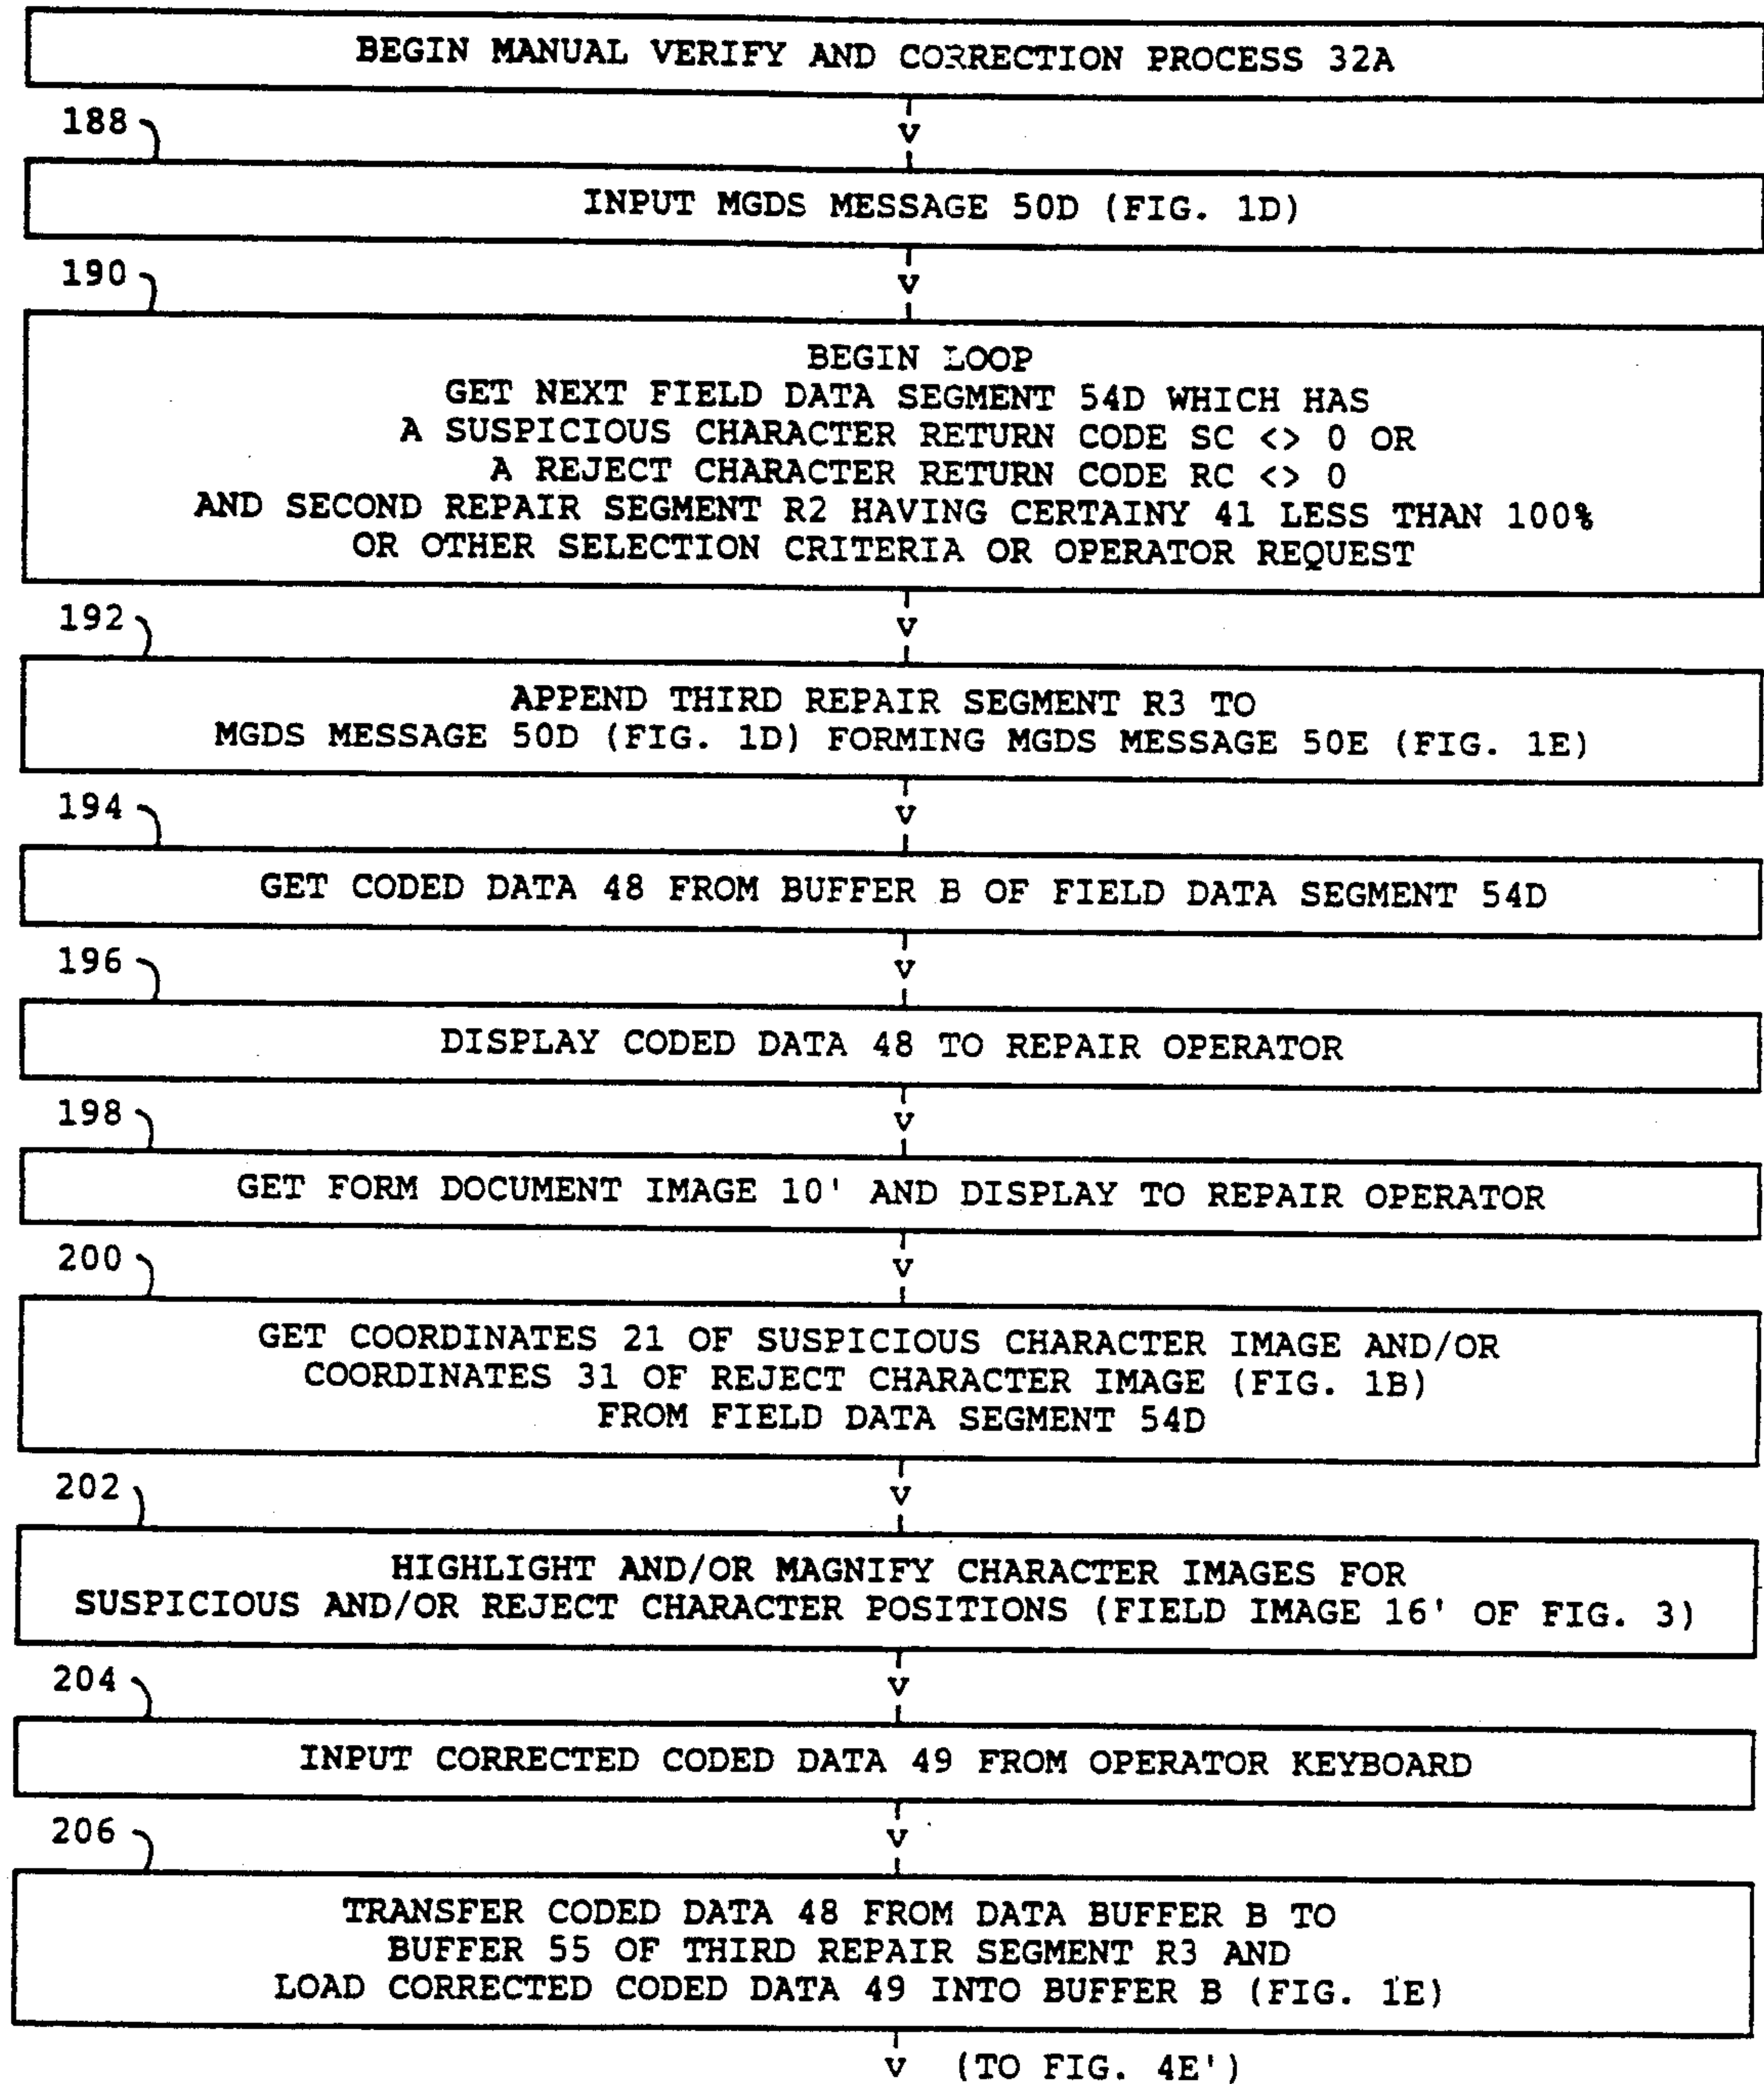 BEGIN MANUAL VERIFY AND CORRECTION PROCESS 32A
188
INPUT MGDS MESSAGE 50D (FIG. 1D)
190
BEGIN LOOP
GET NEXT FIELD DATA SEGMENT 54D WHICH HAS
A SUSPICIOUS CHARACTER RETURN CODE SC <> 0 OR
A REJECT CHARACTER RETURN CODE RC <> 0
AND SECOND REPAIR SEGMENT R2 HAVING CERTAINY 41 LESS THAN 100%
OR OTHER SELECTION CRITERIA OR OPERATOR REQUEST
192
APPEND THIRD REPAIR SEGMENT R3 TO
MGDS MESSAGE 50D (FIG. 1D) FORMING MGDS MESSAGE 50E (FIG. 1E)
194
GET CODED DATA 48 FROM BUFFER B OF FIELD DATA SEGMENT 54D
196
DISPLAY CODED DATA 48 TO REPAIR OPERATOR
198
GET FORM DOCUMENT IMAGE 10' AND DISPLAY TO REPAIR OPERATOR
200
GET COORDINATES 21 OF SUSPICIOUS CHARACTER IMAGE AND/OR
COORDINATES 31 OF REJECT CHARACTER IMAGE (FIG. 1B)
FROM FIELD DATA SEGMENT 54D
202
HIGHLIGHT AND/OR MAGNIFY CHARACTER IMAGES FOR
SUSPICIOUS AND/OR REJECT CHARACTER POSITIONS (FIELD IMAGE 16' OF FIG. 3)
204
INPUT CORRECTED CODED DATA 49 FROM OPERATOR KEYBOARD
206
TRANSFER CODED DATA 48 FROM DATA BUFFER B TO
BUFFER 55 OF THIRD REPAIR SEGMENT R3 AND
LOAD CORRECTED CODED DATA 49 INTO BUFFER B (FIG. 1E)
(TO FIG. 4E')